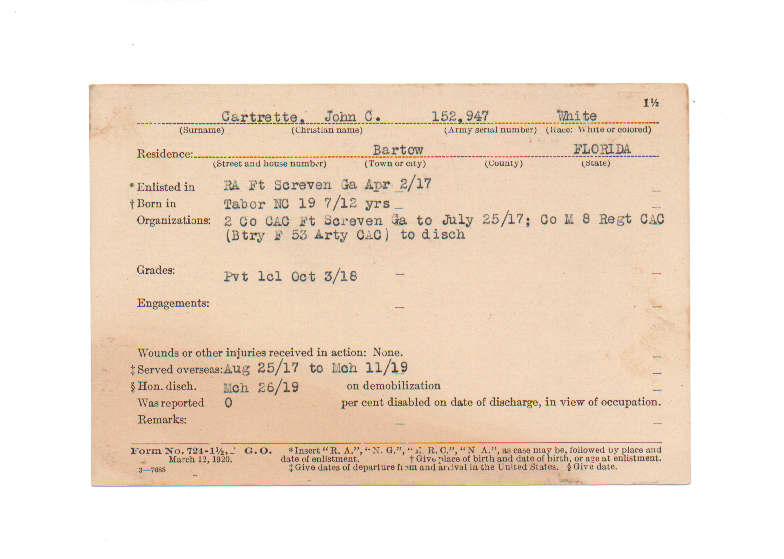 1½
Cartrette, John C. 152,947 White
(Surname) (Christian name) (Army serial number) (Race: White or colored)
Residence: Bartow FLORIDA
(Street and house number) (Town or city) (County) (State)
*Enlisted in RA Ft Screven Ga Apr 2/17
†Born in Tabor NC 19 7/12 yrs
Organizations: 2 Co CAC Ft Screven Ga to July 25/17; Co M 8 Regt CAC
(Btry F 53 Arty CAC) to disch
Grades: Pvt 1cl Oct 3/18
Engagements:
Wounds or other injuries received in action: None.
‡Served overseas: Aug 25/17 to Mch 11/19
§Hon. disch. Mch 26/19 on demobilization
Was reported 0 per cent disabled on date of discharge, in view of occupation.
Remarks:
Form No. 724-1½, G. O. *Insert "R. A.", "N. G.", "E. R. C.", "N A.", as case may be, followed by place and
March 12, 1920. date of enlistment. †Give place of birth and date of birth, or age at enlistment.
3—7688 ‡Give dates of departure from and arrival in the United States. §Give date.